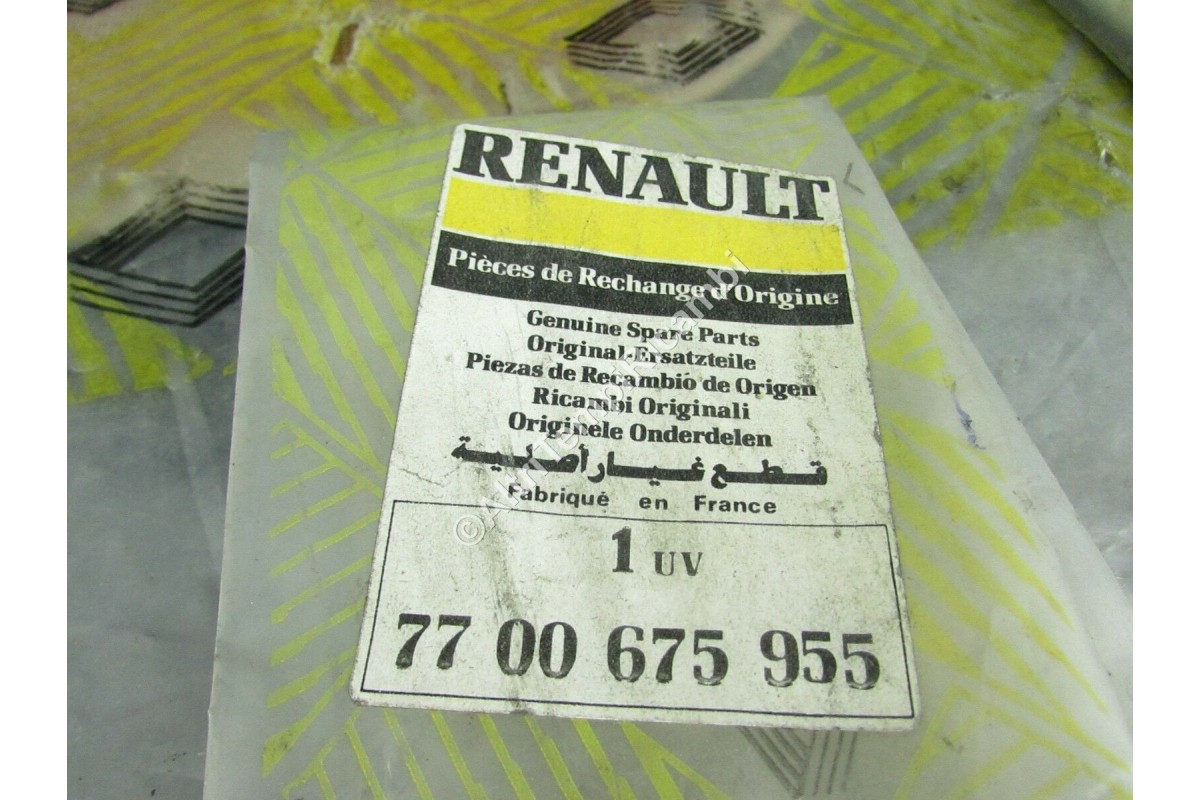 RENAULT
Pièces de Rechange d'Origine
Genuine Spare Parts
Original-Ersatzteile
Piezas de Recambio de Origen
Ricambi Originali
Originele Onderdelen
قطع غيار أصلية
Fabriqué en France
1 UV
77 00 675 955